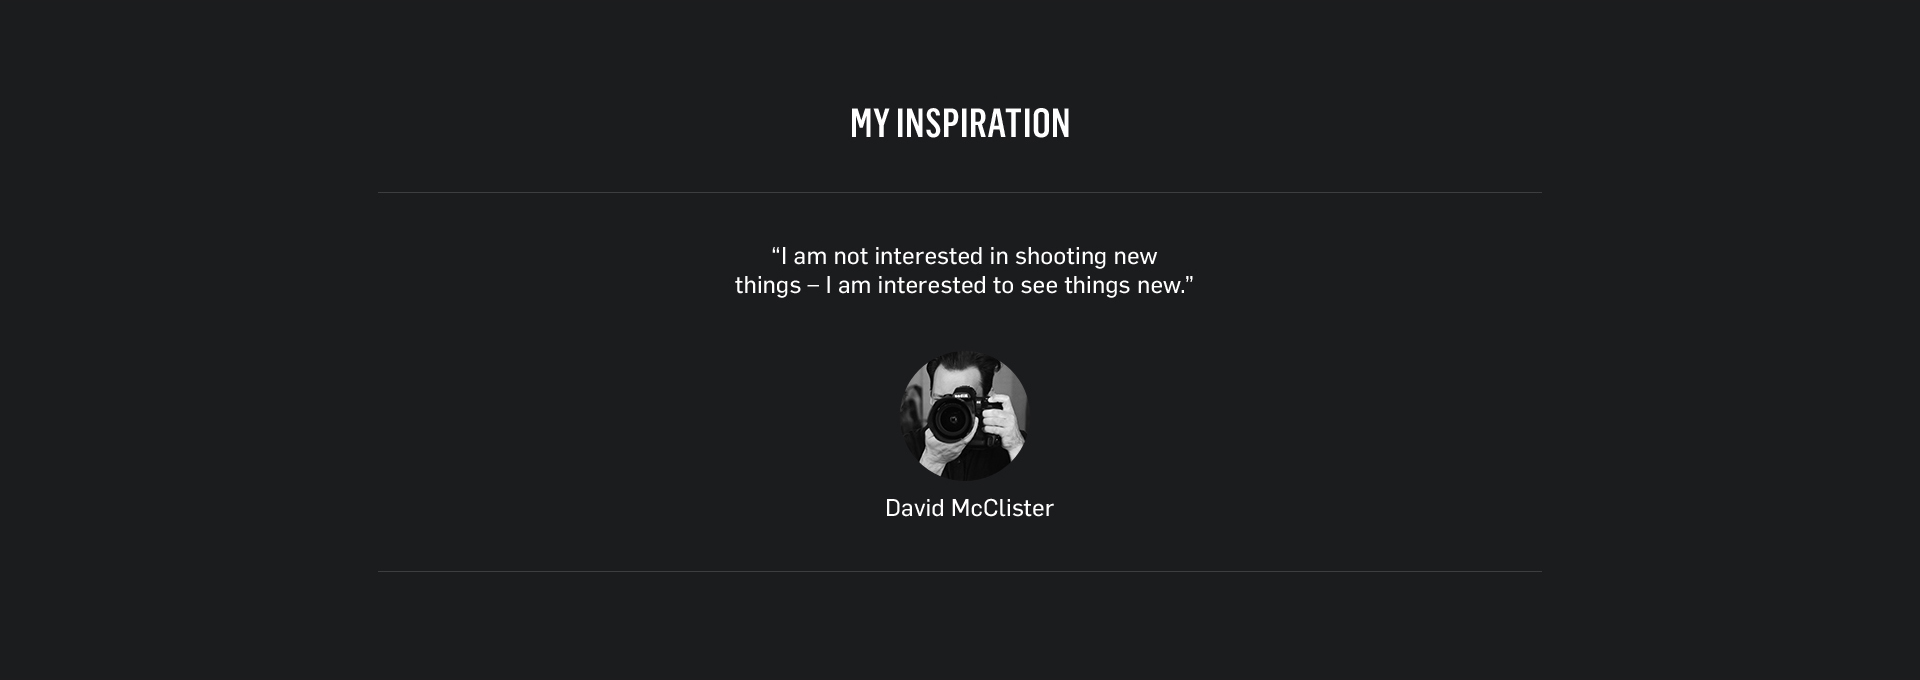 MY INSPIRATION
“I am not interested in shooting new
things – I am interested to see things new.”
David McClister